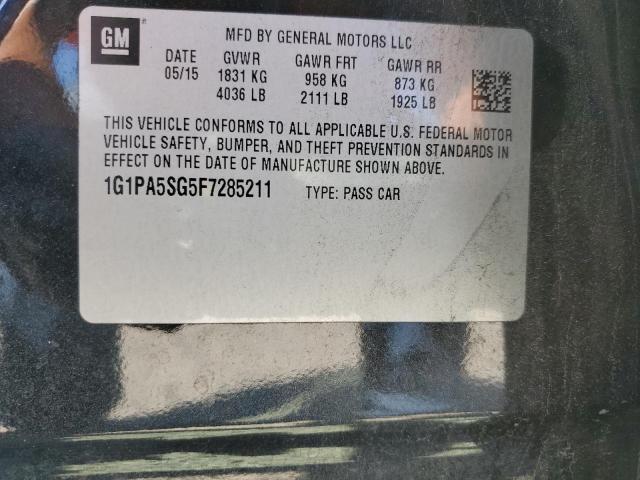 GM
MFD BY GENERAL MOTORS LLC
DATE GVWR GAWR FRT GAWR RR
05/15 1831 KG 958 KG 873 KG
4036 LB 2111 LB 1925 LB
THIS VEHICLE CONFORMS TO ALL APPLICABLE U.S. FEDERAL MOTOR
VEHICLE SAFETY, BUMPER, AND THEFT PREVENTION STANDARDS IN
EFFECT ON THE DATE OF MANUFACTURE SHOWN ABOVE.
1G1PA5SG5F7285211 TYPE: PASS CAR